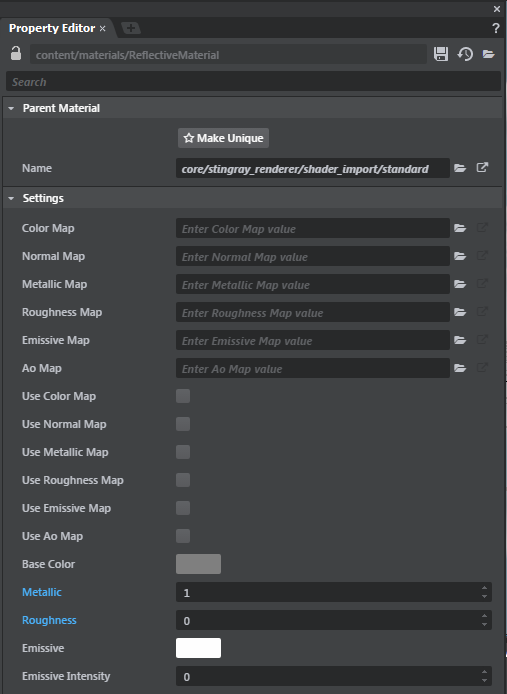 Property Editor
content/materials/ReflectiveMaterial
Search
Parent Material
Make Unique
Name core/stingray_renderer/shader_import/standard
Settings
Color Map Enter Color Map value
Normal Map Enter Normal Map value
Metallic Map Enter Metallic Map value
Roughness Map Enter Roughness Map value
Emissive Map Enter Emissive Map value
Ao Map Enter Ao Map value
Use Color Map
Use Normal Map
Use Metallic Map
Use Roughness Map
Use Emissive Map
Use Ao Map
Base Color
Metallic 1
Roughness 0
Emissive
Emissive Intensity 0